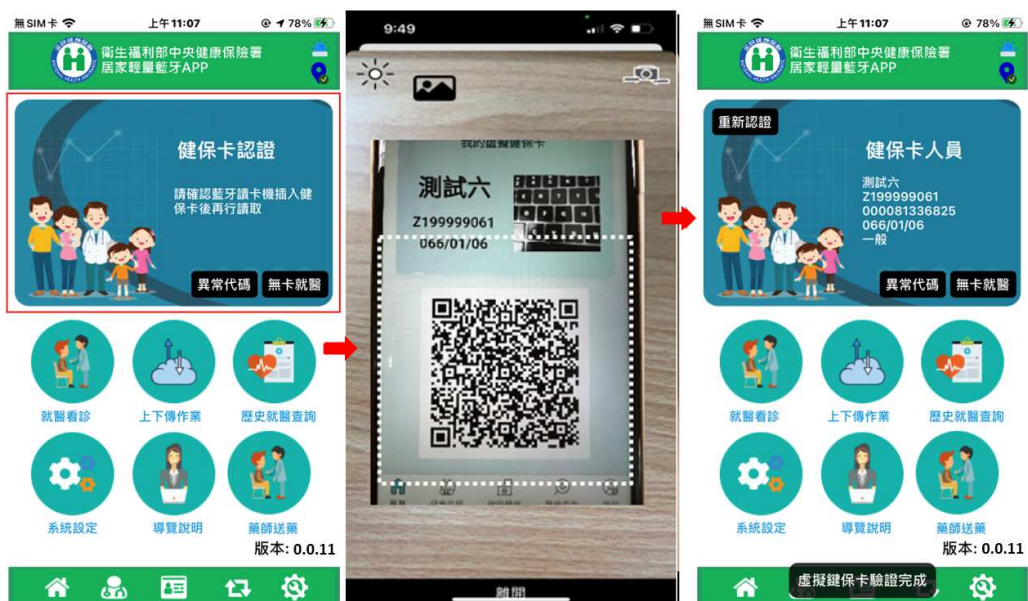 無SIM卡
上午11:07
78%
衛生福利部中央健康保險署
居家輕量藍牙APP
健保卡認證
請確認藍牙讀卡機插入健
保卡後再行讀取
異常代碼
無卡就醫
就醫看診
上下傳作業
歷史就醫查詢
系統設定
導覽說明
藥師送藥
版本: 0.0.11
9:49
我的虛擬健保卡
測試六
Z199999061
066/01/06
離開
無SIM卡
上午11:07
78%
衛生福利部中央健康保險署
居家輕量藍牙APP
重新認證
健保卡人員
測試六
Z199999061
000081336825
066/01/06
一般
異常代碼
無卡就醫
就醫看診
上下傳作業
歷史就醫查詢
系統設定
導覽說明
藥師送藥
版本: 0.0.11
虛擬鍵保卡驗證完成